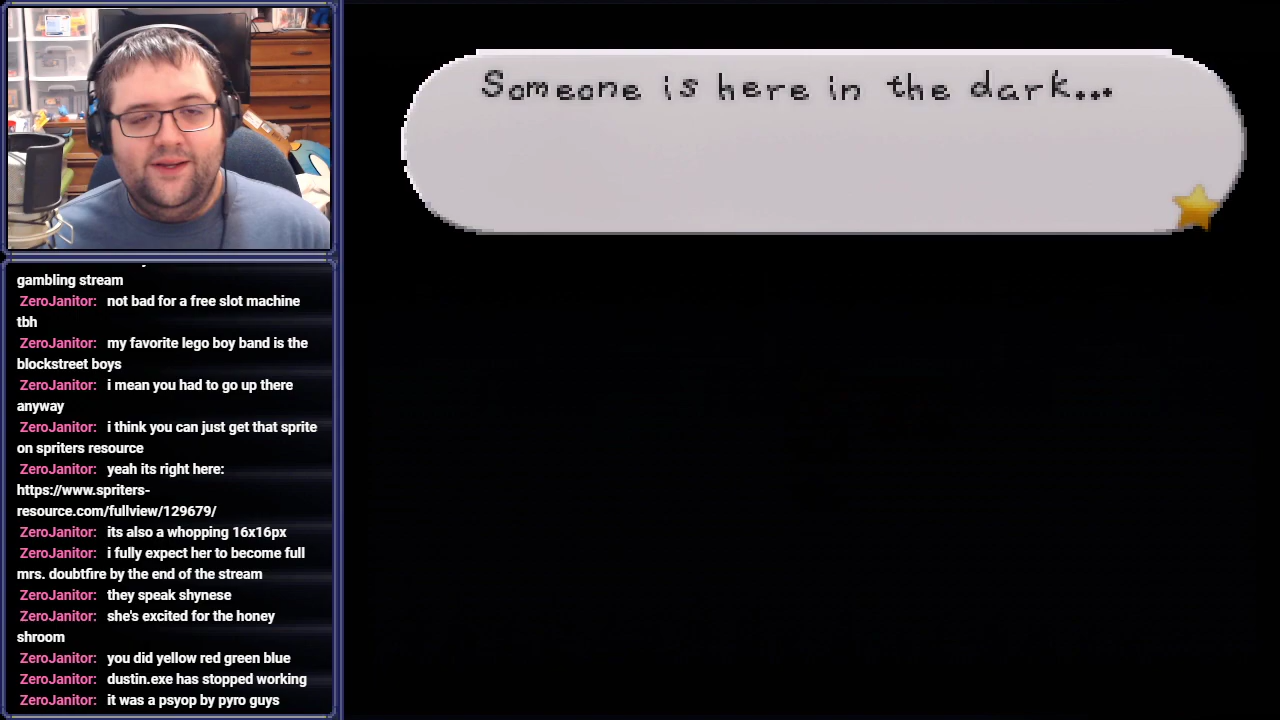 Someone is here in the dark...
gambling stream
ZeroJanitor: not bad for a free slot machine
tbh
ZeroJanitor: my favorite lego boy band is the
blockstreet boys
ZeroJanitor: i mean you had to go up there
anyway
ZeroJanitor: i think you can just get that sprite
on spriters resource
ZeroJanitor: yeah its right here:
https://www.spriters-
resource.com/fullview/129679/
ZeroJanitor: its also a whopping 16x16px
ZeroJanitor: i fully expect her to become full
mrs. doubtfire by the end of the stream
ZeroJanitor: they speak shynese
ZeroJanitor: she's excited for the honey
shroom
ZeroJanitor: you did yellow red green blue
ZeroJanitor: dustin.exe has stopped working
ZeroJanitor: it was a psyop by pyro guys